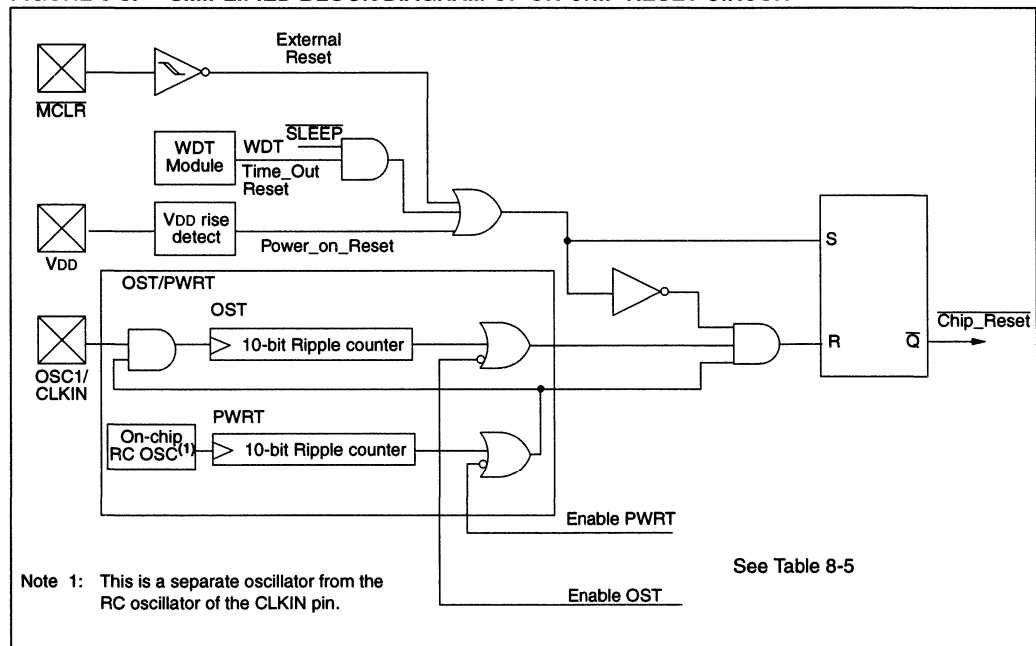 External
Reset
MCLR
SLEEP
WDT
Module
WDT
Time_Out
Reset
VDD rise
detect
Power_on_Reset
VDD
S
OST/PWRT
OST
10-bit Ripple counter
Chip_Reset
R
Q
OSC1/
CLKIN
PWRT
On-chip
RC OSC(1)
10-bit Ripple counter
Enable PWRT
See Table 8-5
Note 1: This is a separate oscillator from the
RC oscillator of the CLKIN pin.
Enable OST